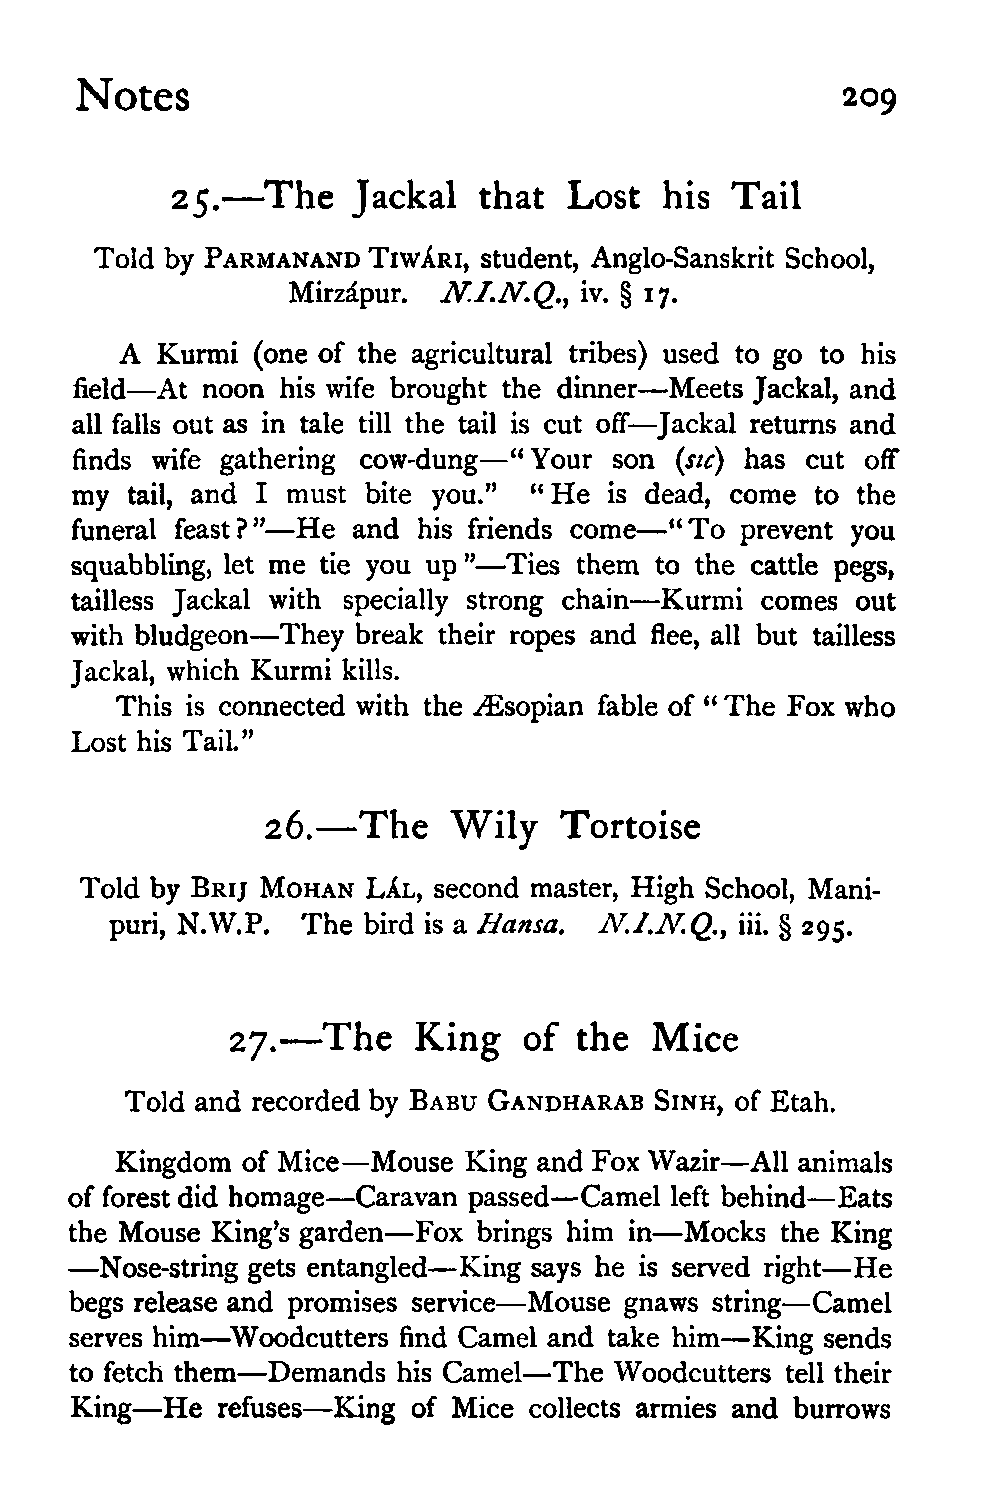 Notes 209
25.—The Jackal that Lost his Tail
Told by PARMANAND TIWÁRI, student, Anglo-Sanskrit School,
Mirzápur. N.I.N.Q., iv. § 17.
A Kurmi (one of the agricultural tribes) used to go to his
field—At noon his wife brought the dinner—Meets Jackal, and
all falls out as in tale till the tail is cut off—Jackal returns and
finds wife gathering cow-dung—“Your son (sic) has cut off
my tail, and I must bite you.” “He is dead, come to the
funeral feast?”—He and his friends come—“To prevent you
squabbling, let me tie you up”—Ties them to the cattle pegs,
tailless Jackal with specially strong chain—Kurmi comes out
with bludgeon—They break their ropes and flee, all but tailless
Jackal, which Kurmi kills.
This is connected with the Æsopian fable of “The Fox who
Lost his Tail.”
26.—The Wily Tortoise
Told by BRIJ MOHAN LÁL, second master, High School, Mani-
puri, N.W.P. The bird is a Hansa. N.I.N.Q., iii. § 295.
27.—The King of the Mice
Told and recorded by BABU GANDHARAB SINH, of Etah.
Kingdom of Mice—Mouse King and Fox Wazir—All animals
of forest did homage—Caravan passed—Camel left behind—Eats
the Mouse King’s garden—Fox brings him in—Mocks the King
—Nose-string gets entangled—King says he is served right—He
begs release and promises service—Mouse gnaws string—Camel
serves him—Woodcutters find Camel and take him—King sends
to fetch them—Demands his Camel—The Woodcutters tell their
King—He refuses—King of Mice collects armies and burrows